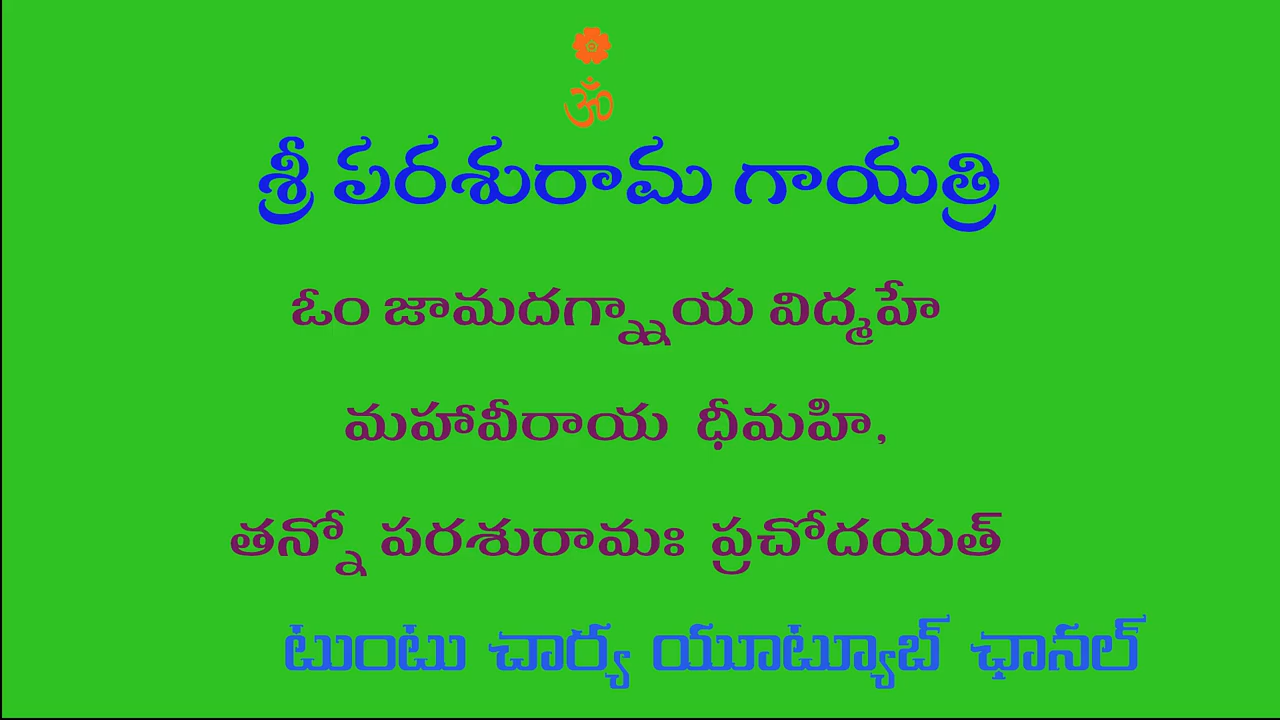 ॐ
శ్రీ పరశురామ గాయత్రి
ఓం జామదగ్న్నాయ విద్మహే
మహావీరాయ ధీమహి,
తన్నో పరశురామః ప్రచోదయత్
టుంటు చార్య యూట్యూబ్ ఛానల్